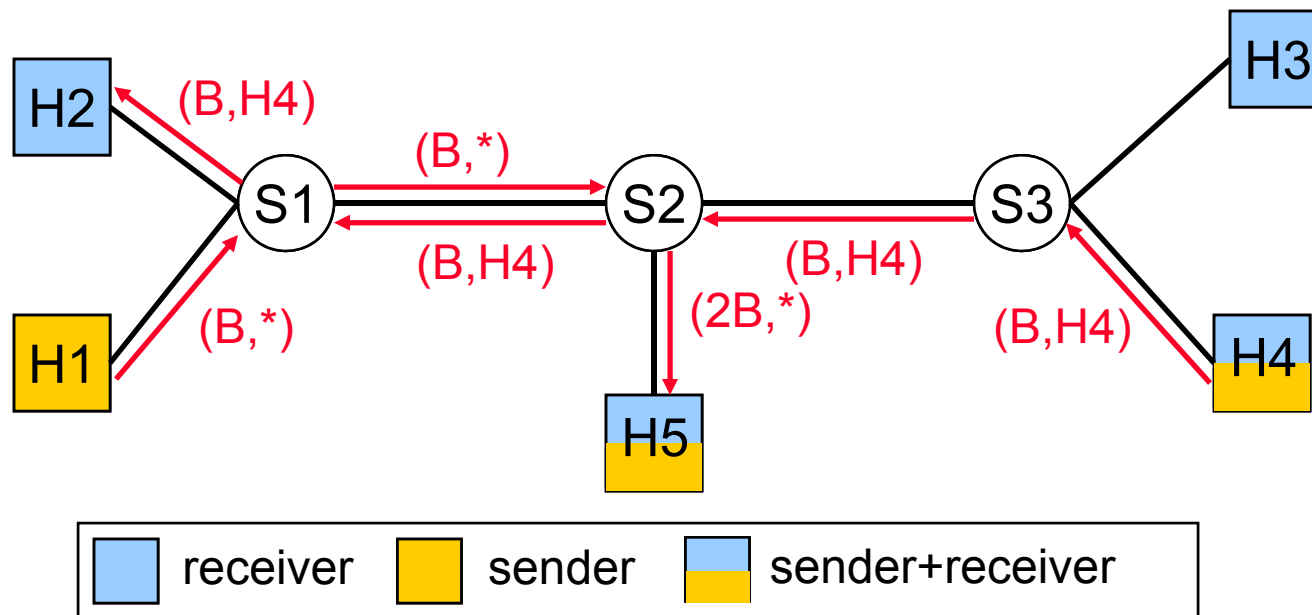 H3
H2
(B,H4)
(B,*)
S1
S2
S3
(B,H4)
(B,H4)
(2B,*)
(B,*)
(B,H4)
H1
H4
H5
receiver
sender
sender+receiver